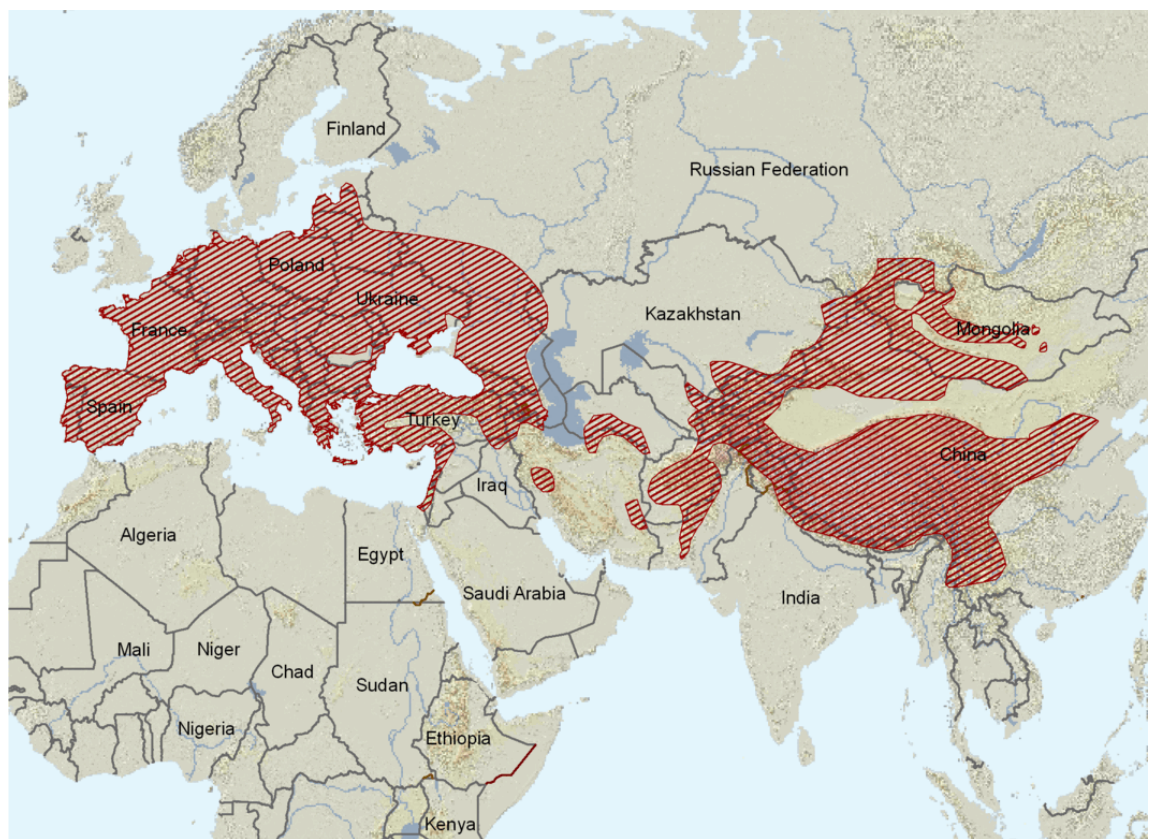 Finland
Russian Federation
Poland
Ukraine
Kazakhstan
France
Mongolia
Spain
Turkey
China
Iraq
Algeria
Egypt
Saudi Arabia
India
Mali
Niger
Chad
Sudan
Nigeria
Ethiopia
Kenya